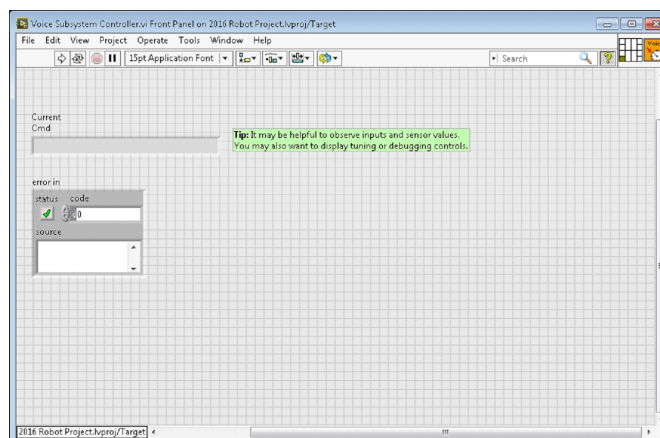 Voice Subsystem Controller.vi Front Panel on 2016 Robot Project.lvproj/Target
File Edit View Project Operate Tools Window Help
15pt Application Font
Search
?
Current
Cmd
Tip: It may be helpful to observe inputs and sensor values.
You may also want to display tuning or debugging controls.
error in
status code
0
source
2016 Robot Project.lvproj/Target